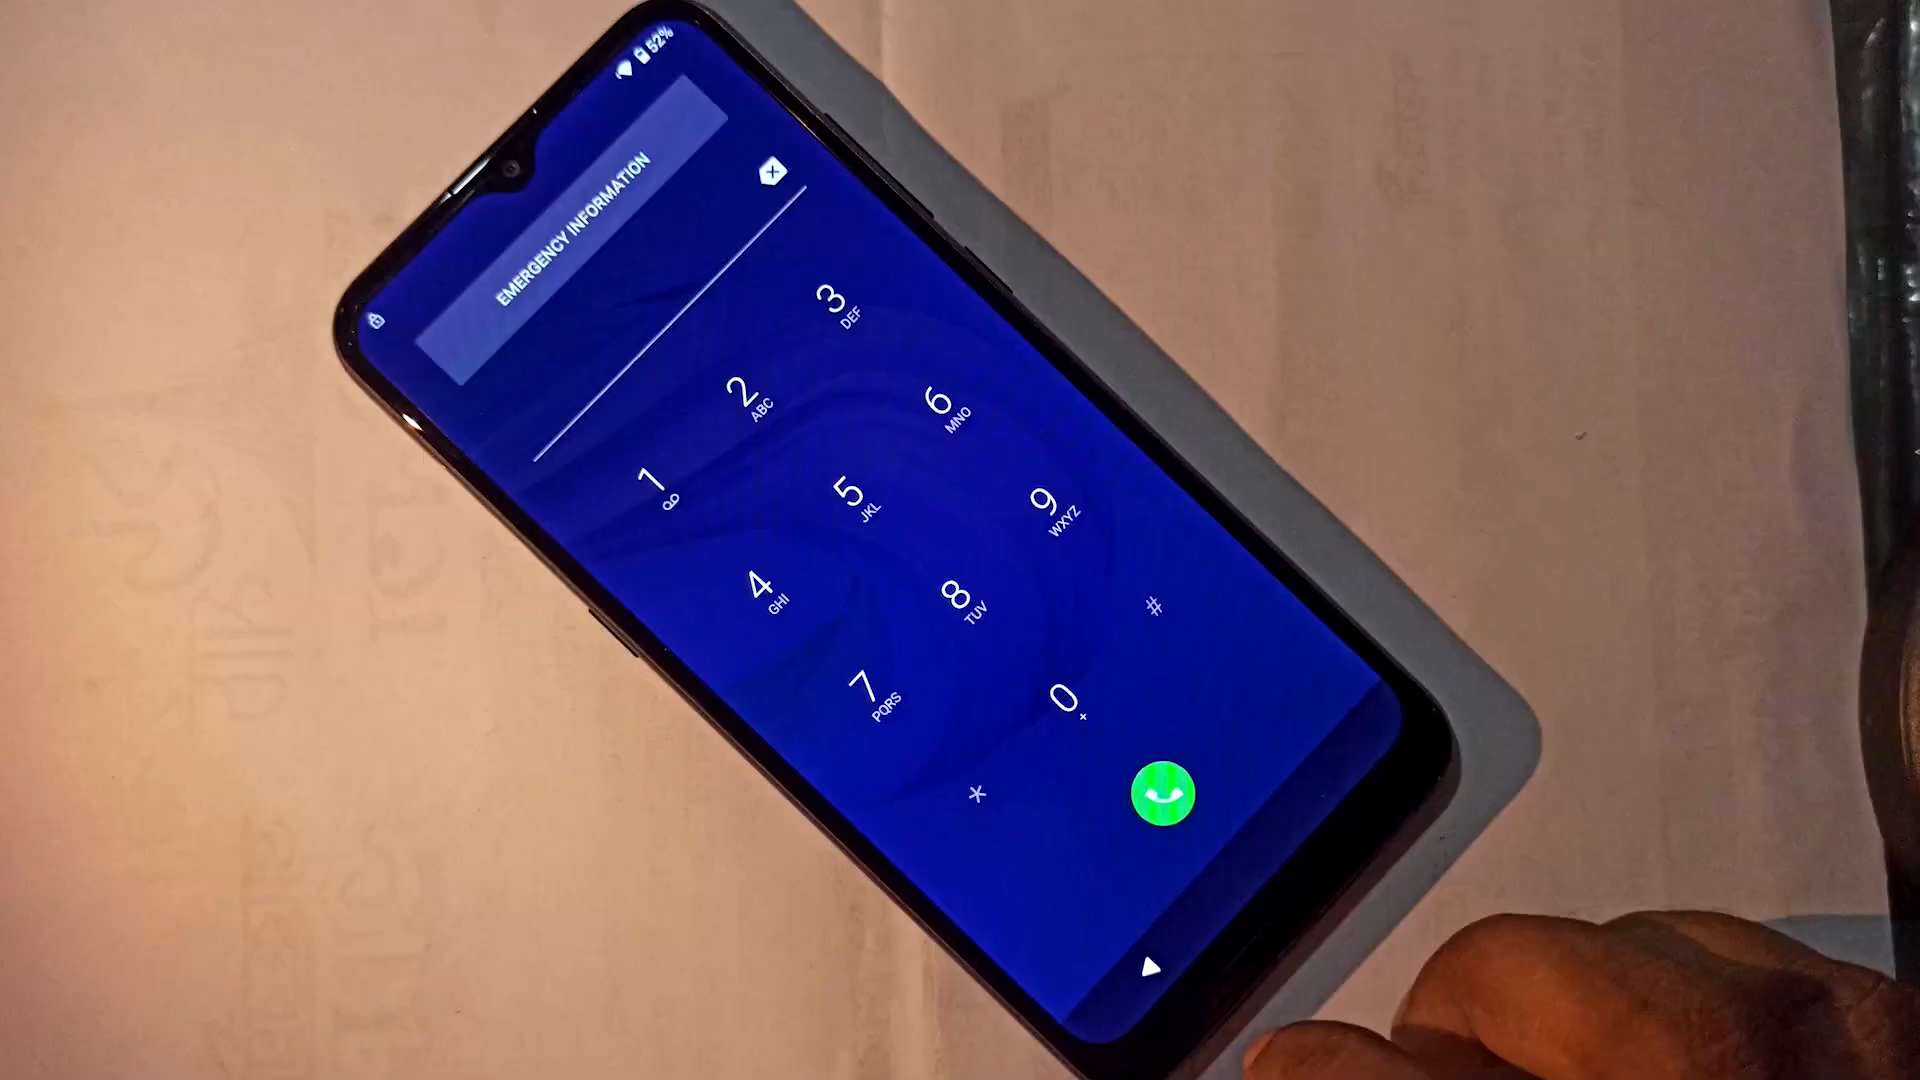 52%
EMERGENCY INFORMATION
1
2 ABC
3 DEF
4 GHI
5 JKL
6 MNO
7 PQRS
8 TUV
9 WXYZ
*
0 +
#